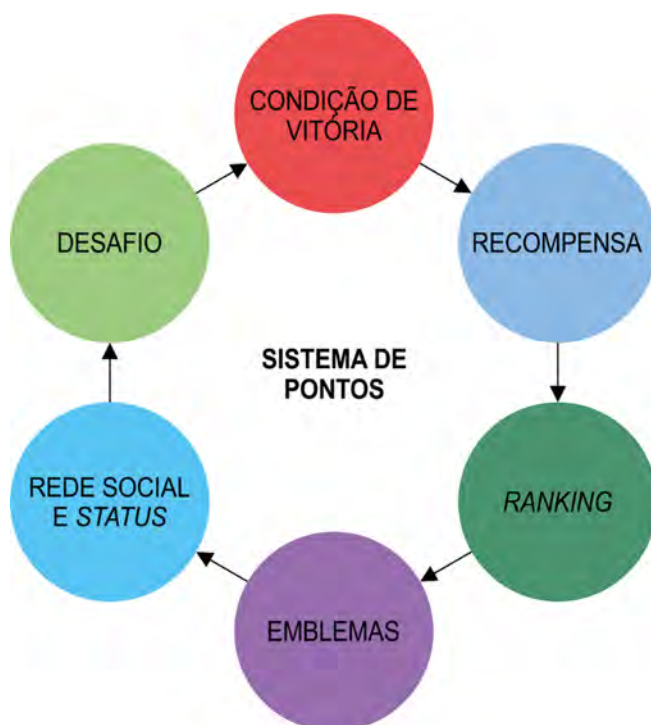 CONDIÇÃO DE
VITÓRIA
DESAFIO
RECOMPENSA
SISTEMA DE
PONTOS
REDE SOCIAL
E STATUS
RANKING
EMBLEMAS